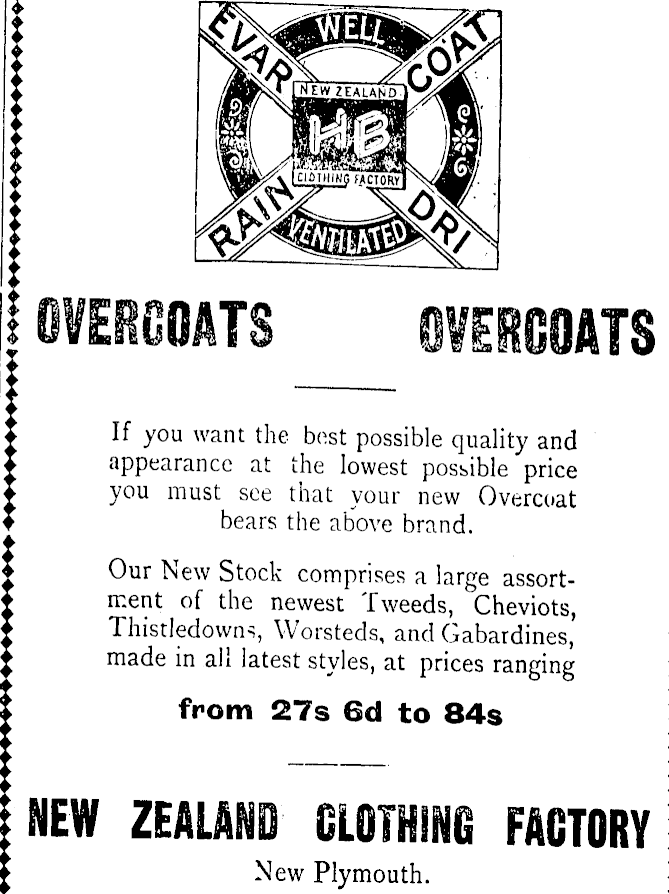 WELL
EVAR
COAT
NEW ZEALAND
HB
CLOTHING FACTORY
RAIN
DRI
VENTILATED
OVERCOATS OVERCOATS
If you want the best possible quality and
appearance at the lowest possible price
you must see that your new Overcoat
bears the above brand.
Our New Stock comprises a large assort-
ment of the newest Tweeds, Cheviots,
Thistledowns, Worsteds, and Gabardines,
made in all latest styles, at prices ranging
from 27s 6d to 84s
NEW ZEALAND CLOTHING FACTORY
New Plymouth.